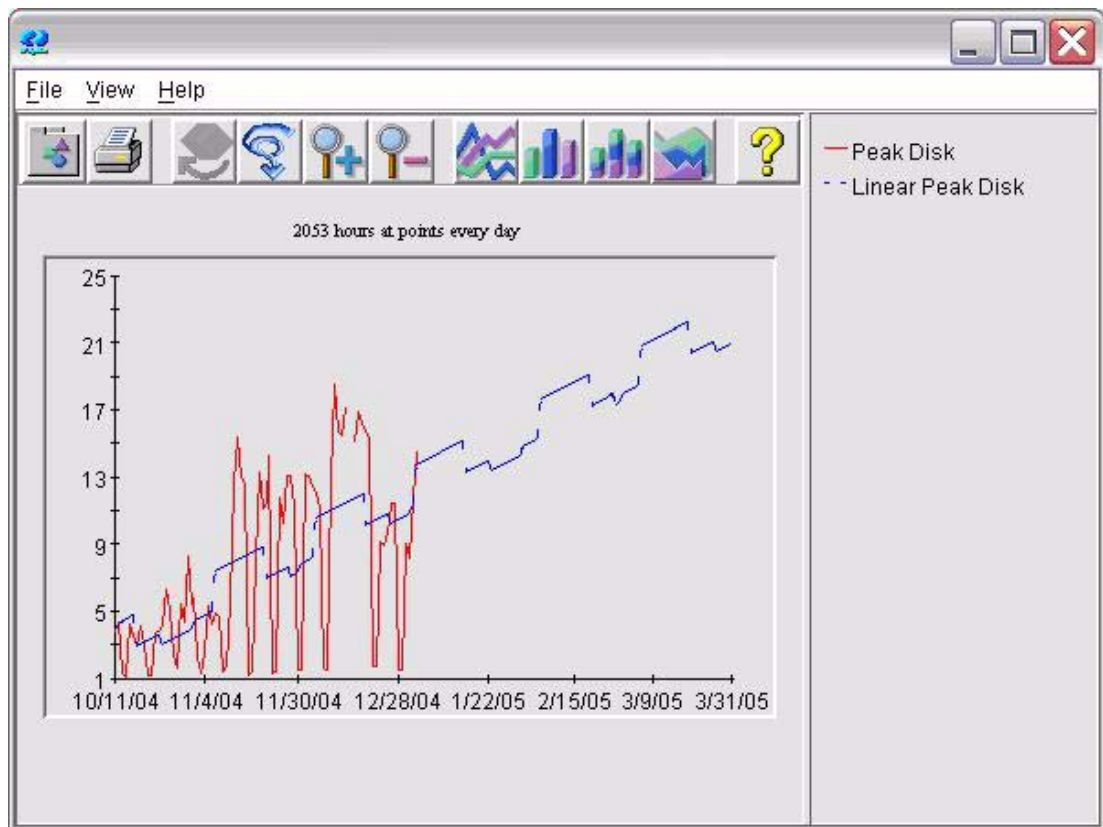 File View Help
Peak Disk
Linear Peak Disk
2053 hours at points every day
25
21
17
13
9
5
1
10/11/04 11/4/04 11/30/04 12/28/04 1/22/05 2/15/05 3/9/05 3/31/05